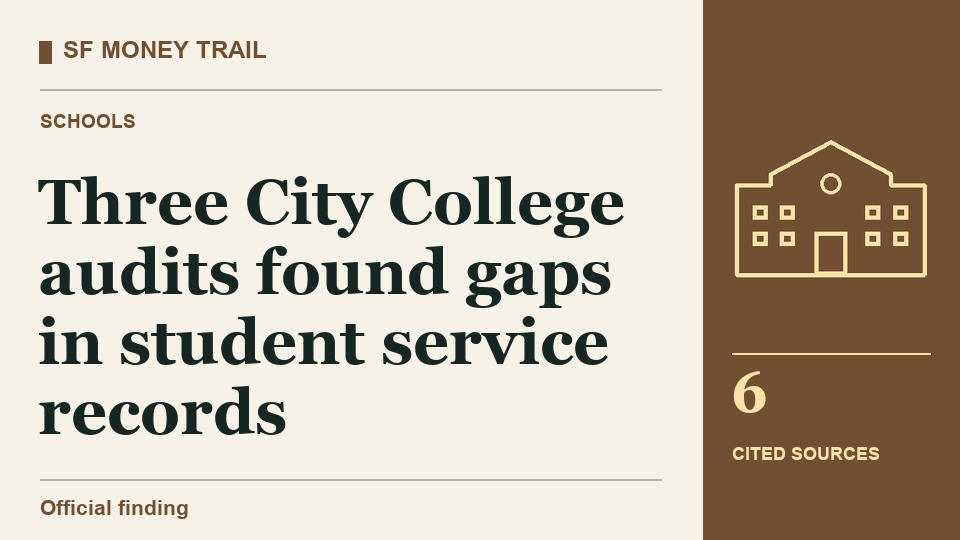 SF MONEY TRAIL
SCHOOLS
Three City College
audits found gaps
in student service
records
Official finding
6
CITED SOURCES